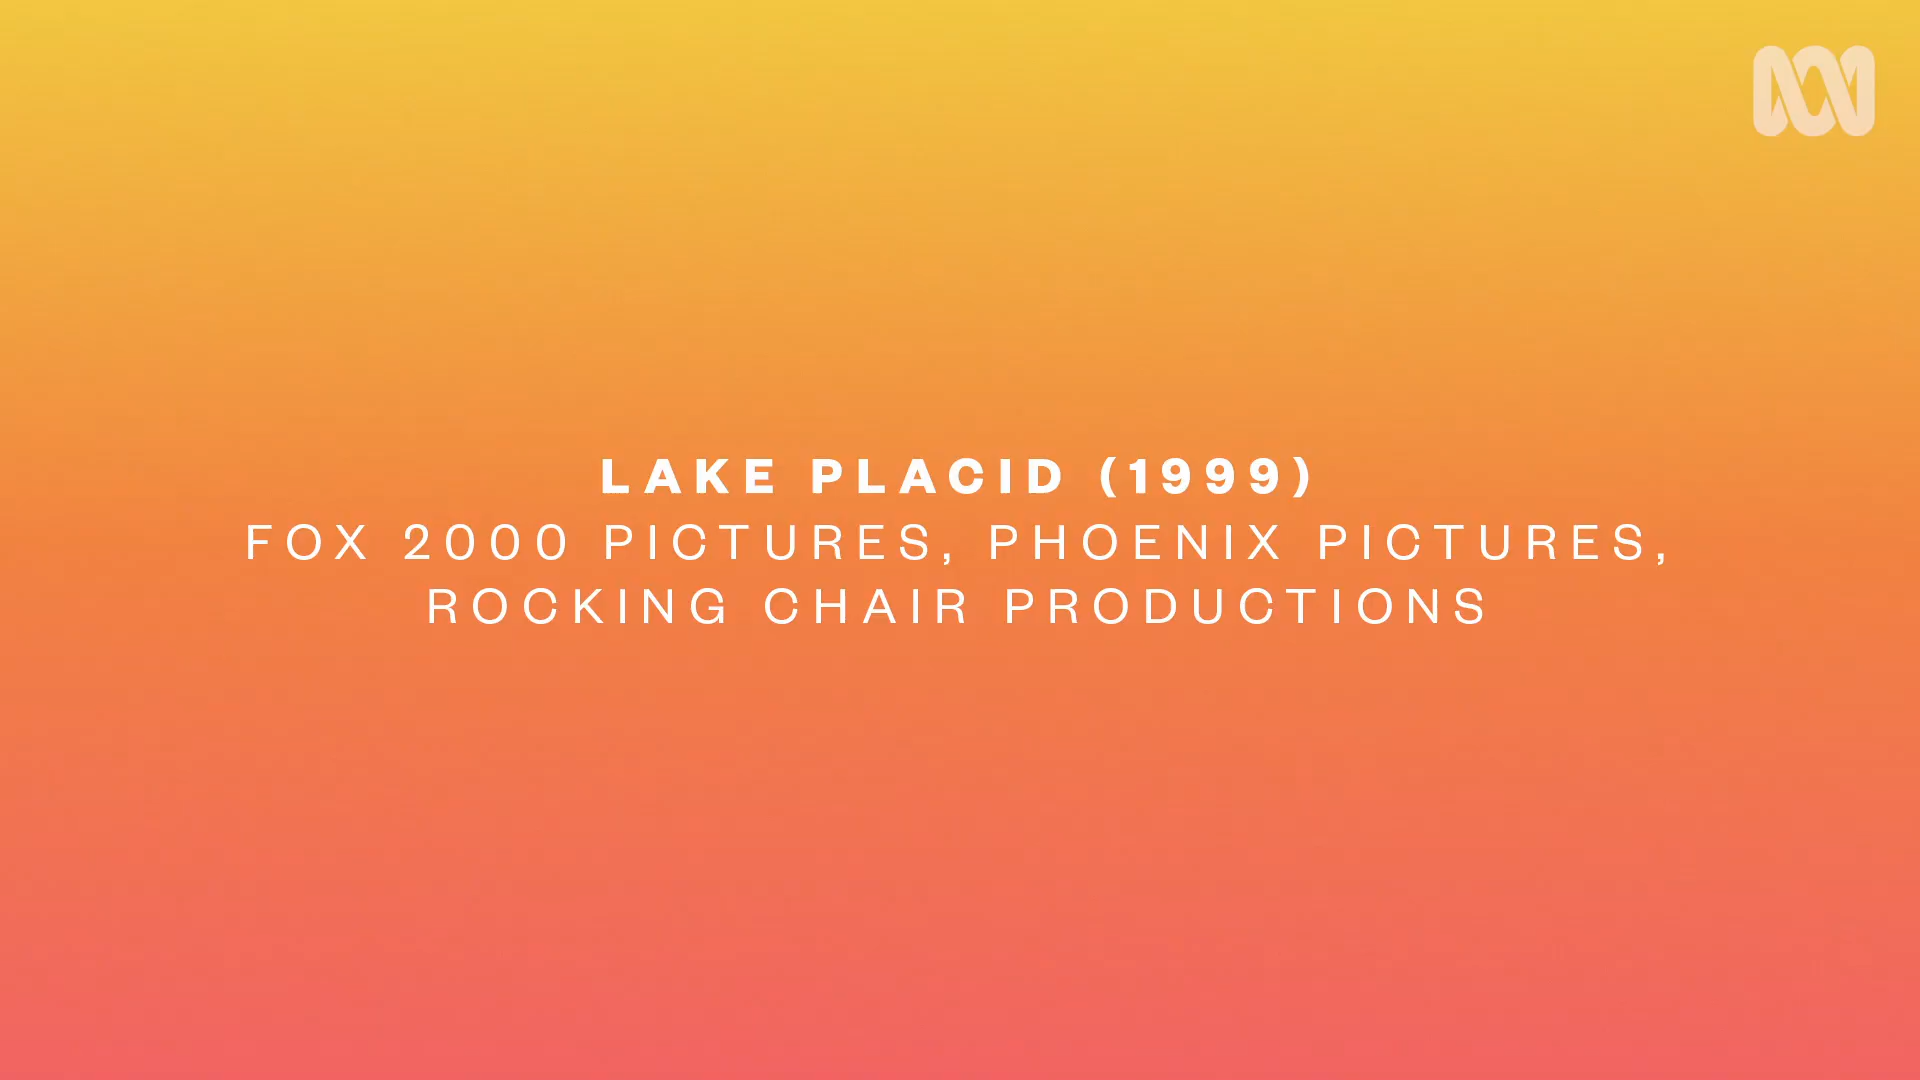 LAKE PLACID (1999)
FOX 2000 PICTURES, PHOENIX PICTURES,
ROCKING CHAIR PRODUCTIONS